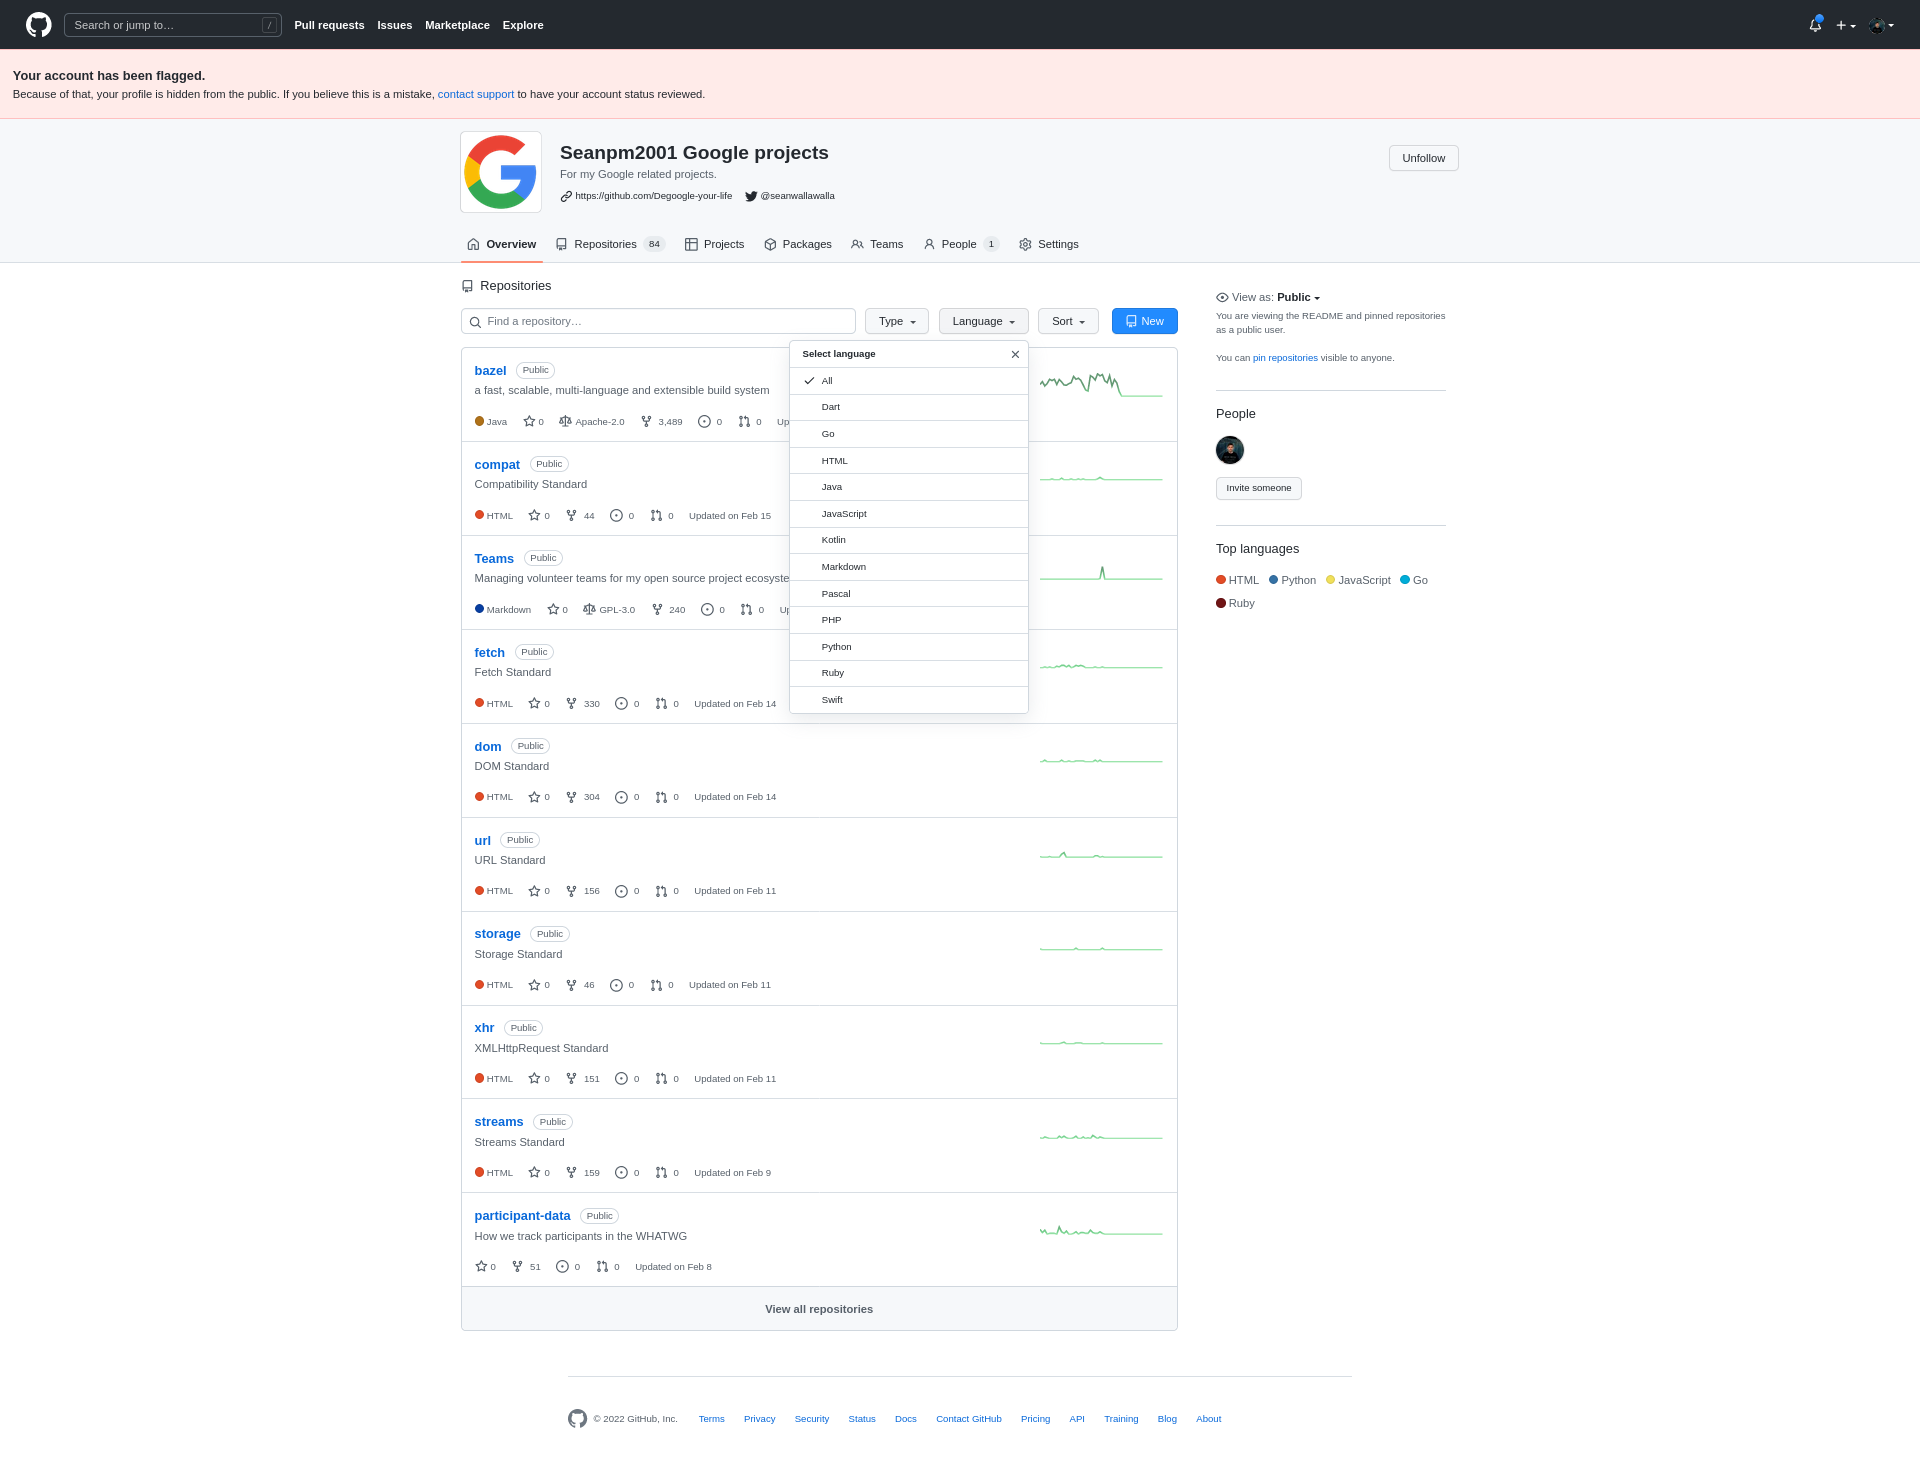 Search or jump to… /
Pull requests Issues Marketplace Explore
Your account has been flagged.
Because of that, your profile is hidden from the public. If you believe this is a mistake, contact support to have your account status reviewed.
Seanpm2001 Google projects
For my Google related projects.
https://github.com/Degoogle-your-life @seanwallawalla
Unfollow
Overview Repositories 84 Projects Packages Teams People 1 Settings
Repositories
Find a repository… Type Language Sort New
Select language
All
Dart
Go
HTML
Java
JavaScript
Kotlin
Markdown
Pascal
PHP
Python
Ruby
Swift
bazel Public
a fast, scalable, multi-language and extensible build system
Java 0 Apache-2.0 3,489 0 0 Up
compat Public
Compatibility Standard
HTML 0 44 0 0 Updated on Feb 15
Teams Public
Managing volunteer teams for my open source project ecosyste
Markdown 0 GPL-3.0 240 0 0 Up
fetch Public
Fetch Standard
HTML 0 330 0 0 Updated on Feb 14
dom Public
DOM Standard
HTML 0 304 0 0 Updated on Feb 14
url Public
URL Standard
HTML 0 156 0 0 Updated on Feb 11
storage Public
Storage Standard
HTML 0 46 0 0 Updated on Feb 11
xhr Public
XMLHttpRequest Standard
HTML 0 151 0 0 Updated on Feb 11
streams Public
Streams Standard
HTML 0 159 0 0 Updated on Feb 9
participant-data Public
How we track participants in the WHATWG
0 51 0 0 Updated on Feb 8
View all repositories
View as: Public
You are viewing the README and pinned repositories
as a public user.
You can pin repositories visible to anyone.
People
Invite someone
Top languages
HTML Python JavaScript Go
Ruby
© 2022 GitHub, Inc. Terms Privacy Security Status Docs Contact GitHub Pricing API Training Blog About